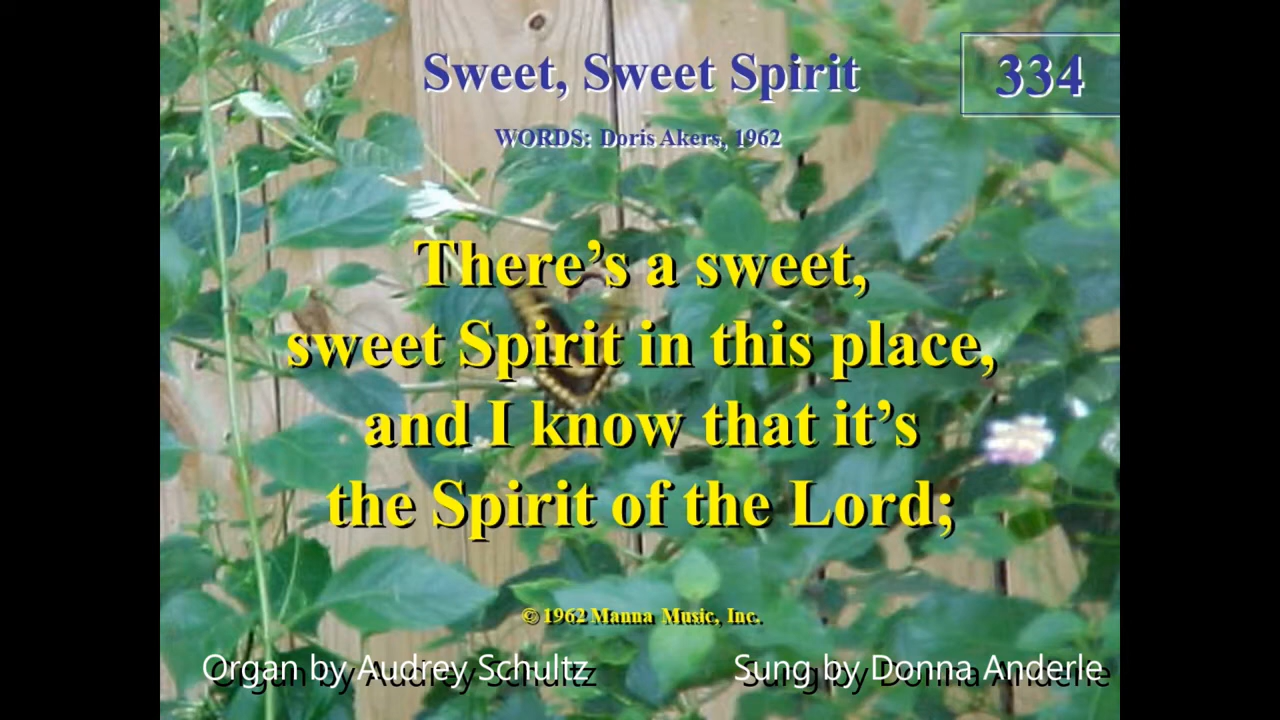 Sweet, Sweet Spirit
334
WORDS: Doris Akers, 1962
There’s a sweet,
sweet Spirit in this place,
and I know that it’s
the Spirit of the Lord;
© 1962 Manna Music, Inc.
Organ by Audrey Schultz
Sung by Donna Anderle